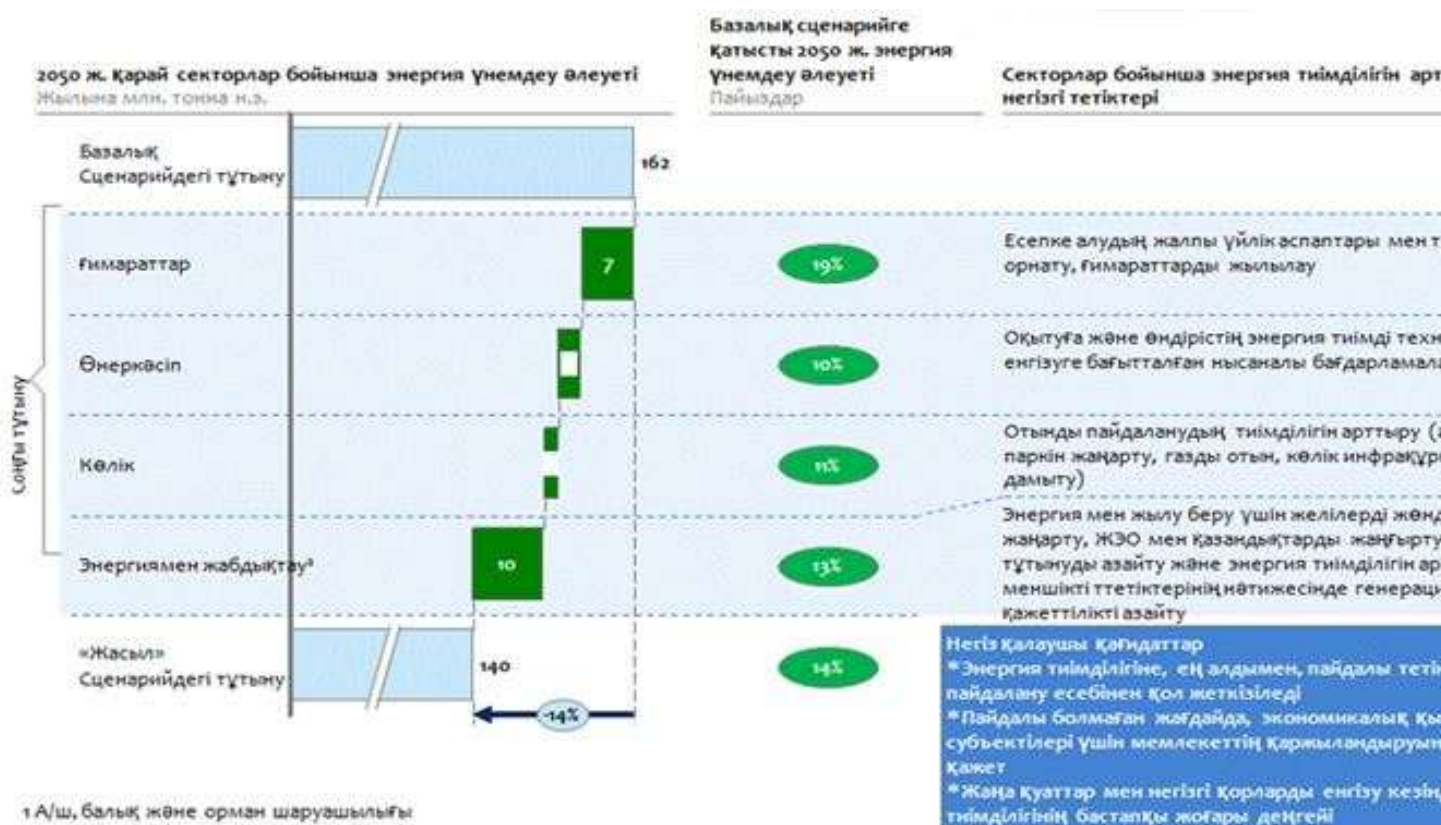 Базалық сценарийге
қатысты 2050 ж. энергия
үнемдеу әлеуеті
Пайыздар
2050 ж. қарай секторлар бойынша энергия үнемдеу әлеуеті
Жылына млн. тонна н.э.
Секторлар бойынша энергия тиімділігін арт
негізгі тетіктері
Базалық
Сценарийдегі тұтыну
162
Соңғы тұтыну
Ғимараттар
7
19%
Есепке алудың жалпы үйлік аспаптары мен т
орнату, ғимараттарды жылылау
Өнеркәсіп
10%
Оқытуға және өндірістің энергия тиімді техн
енгізуге бағытталған нысаналы бағдарламала
Көлік
11%
Отынды пайдаланудың тиімділігін арттыру (а
паркін жаңарту, газды отын, көлік инфрақұр
дамыту)
Энергиямен жабдықтау³
10
13%
Энергия мен жылу беру үшін желілерді жөнд
жаңарту, ЖЭО мен қазандықтарды жаңғырту
тұтынуды азайту және энергия тиімділігін ар
меншікті ттетіктерінің нәтижесінде генераци
қажеттілікті азайту
«Жасыл»
Сценарийдегі тұтыну
140
14%
-14%
Негіз қалаушы қағидаттар
*Энергия тиімділігіне, ең алдымен, пайдалы тетік
пайдалану есебінен қол жеткізіледі
*Пайдалы болмаған жағдайда, экономикалық қы
субъектілері үшін мемлекеттің қаржыландыруын
қажет
*Жаңа қуаттар мен негізгі қорларды енгізу кезінд
тиімділігінің бастапқы жоғары деңгейі
1 А/ш, балық және орман шаруашылығы